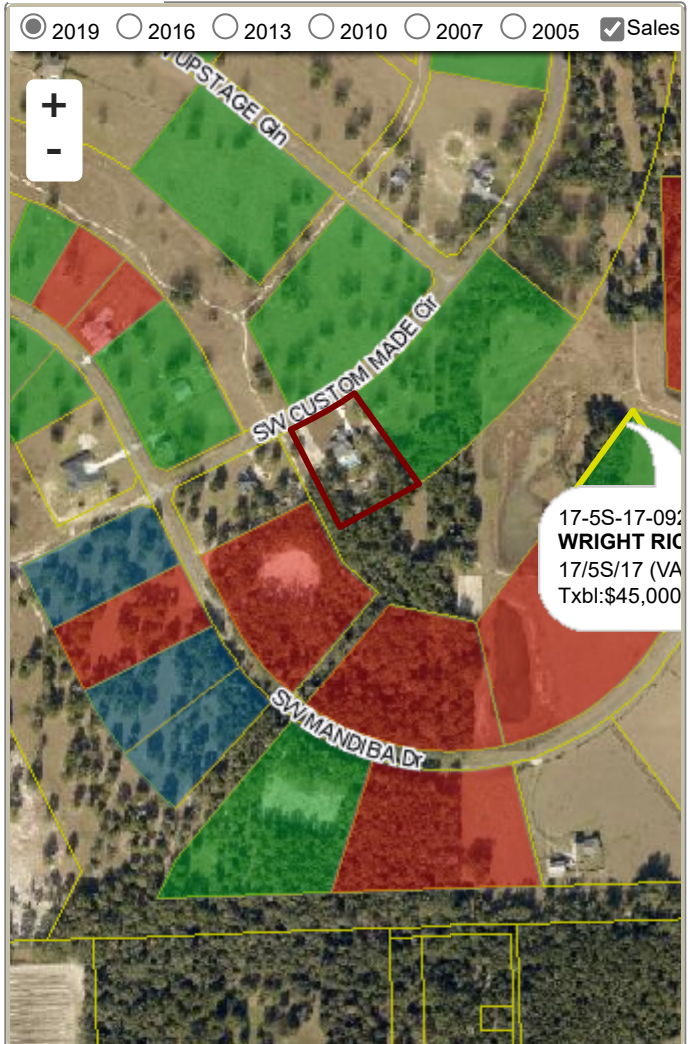 2019 2016 2013 2010 2007 2005 Sales
+
-
UPSTAGE Gln
SW CUSTOM MADE Cir
17-5S-17-092
WRIGHT RIC
17/5S/17 (VA
Txbl:$45,000
SW MANDIBA Dr